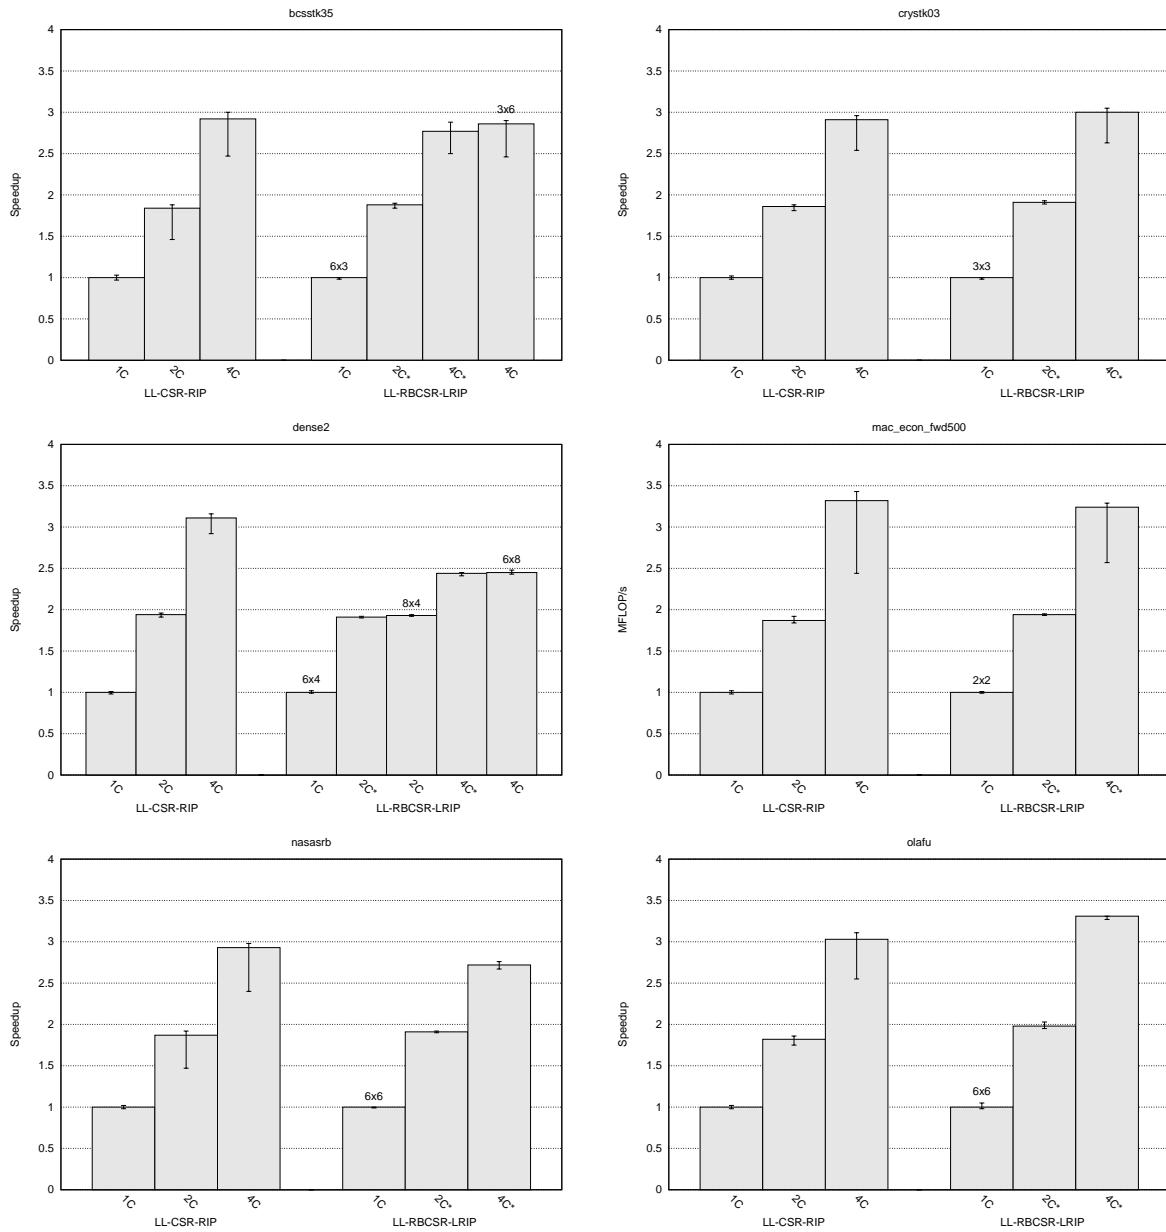 bcsstk35
4
3.5
3
2.5
2
1.5
1
0.5
0
Speedup
6x3
3x6
1C 2C 4C 1C 2C* 4C* 4C
LL-CSR-RIP LL-RBCSR-LRIP
crystk03
4
3.5
3
2.5
2
1.5
1
0.5
0
Speedup
3x3
1C 2C 4C 1C 2C* 4C*
LL-CSR-RIP LL-RBCSR-LRIP
dense2
4
3.5
3
2.5
2
1.5
1
0.5
0
Speedup
6x4
8x4
6x8
1C 2C 4C 1C 2C* 2C 4C* 4C
LL-CSR-RIP LL-RBCSR-LRIP
mac_econ_fwd500
4
3.5
3
2.5
2
1.5
1
0.5
0
MFLOP/s
2x2
1C 2C 4C 1C 2C* 4C*
LL-CSR-RIP LL-RBCSR-LRIP
nasasrb
4
3.5
3
2.5
2
1.5
1
0.5
0
Speedup
6x6
1C 2C 4C 1C 2C* 4C*
LL-CSR-RIP LL-RBCSR-LRIP
olafu
4
3.5
3
2.5
2
1.5
1
0.5
0
Speedup
6x6
1C 2C 4C 1C 2C* 4C*
LL-CSR-RIP LL-RBCSR-LRIP